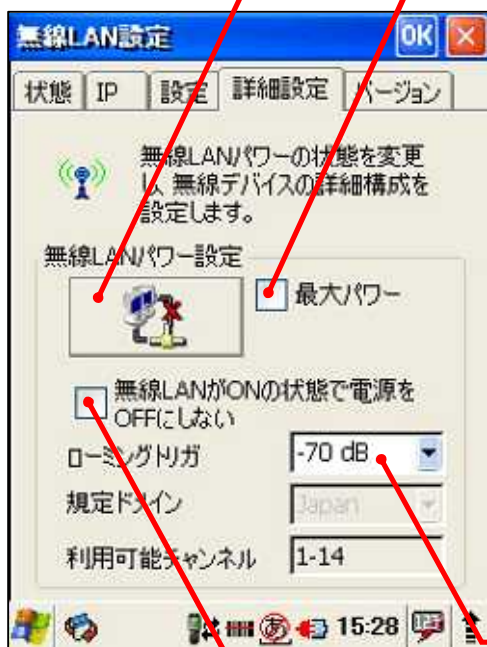 無線LAN設定 OK
状態 IP 設定 詳細設定 バージョン
無線LANパワーの状態を変更
し、無線デバイスの詳細構成を
設定します。
無線LANパワー設定
最大パワー
無線LANがONの状態で電源を
OFFにしない
ローミングトリガ -70 dB
規定ドメイン Japan
利用可能チャンネル 1-14
あ 15:28